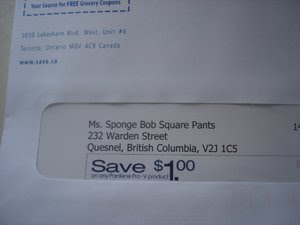 Your Source for FREE Grocery Coupons
3030 Lakeshore Blvd. West, Unit #6
Toronto, Ontario M8V 4C9 Canada
www.save.ca
Ms. Sponge Bob Square Pants
232 Warden Street
Quesnel, British Columbia, V2J 1C5
Save $1.00
on any Pantene Pro-V product